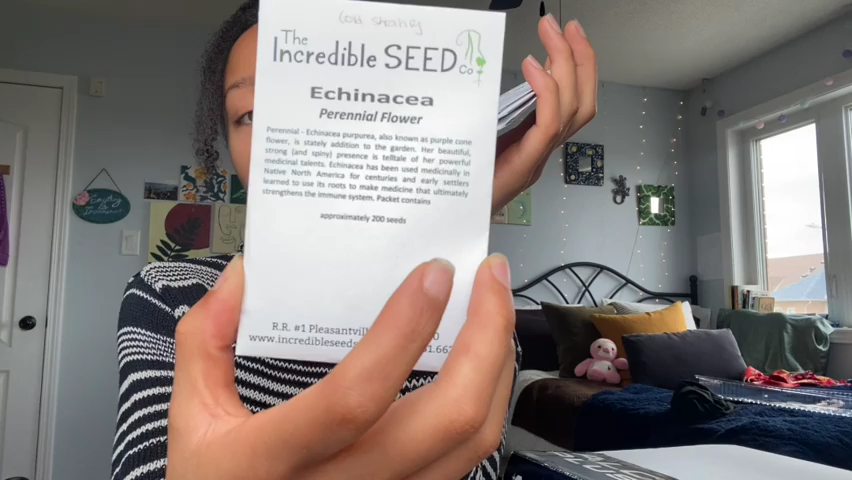 Cold stratify
The
Incredible SEED
Co
Echinacea
Perennial Flower
Perennial - Echinacea purpurea, also known as purple cone
flower, is stately addition to the garden. Her beautiful,
strong (and spiny) presence is telltale of her powerful
medicinal talents. Echinacea has been used medicinally in
Native North America for centuries and early settlers
learned to use its roots to make medicine that ultimately
strengthens the immune system. Packet contains
approximately 200 seeds
R.R. #1 Pleasantvil
www.incredibleseeds